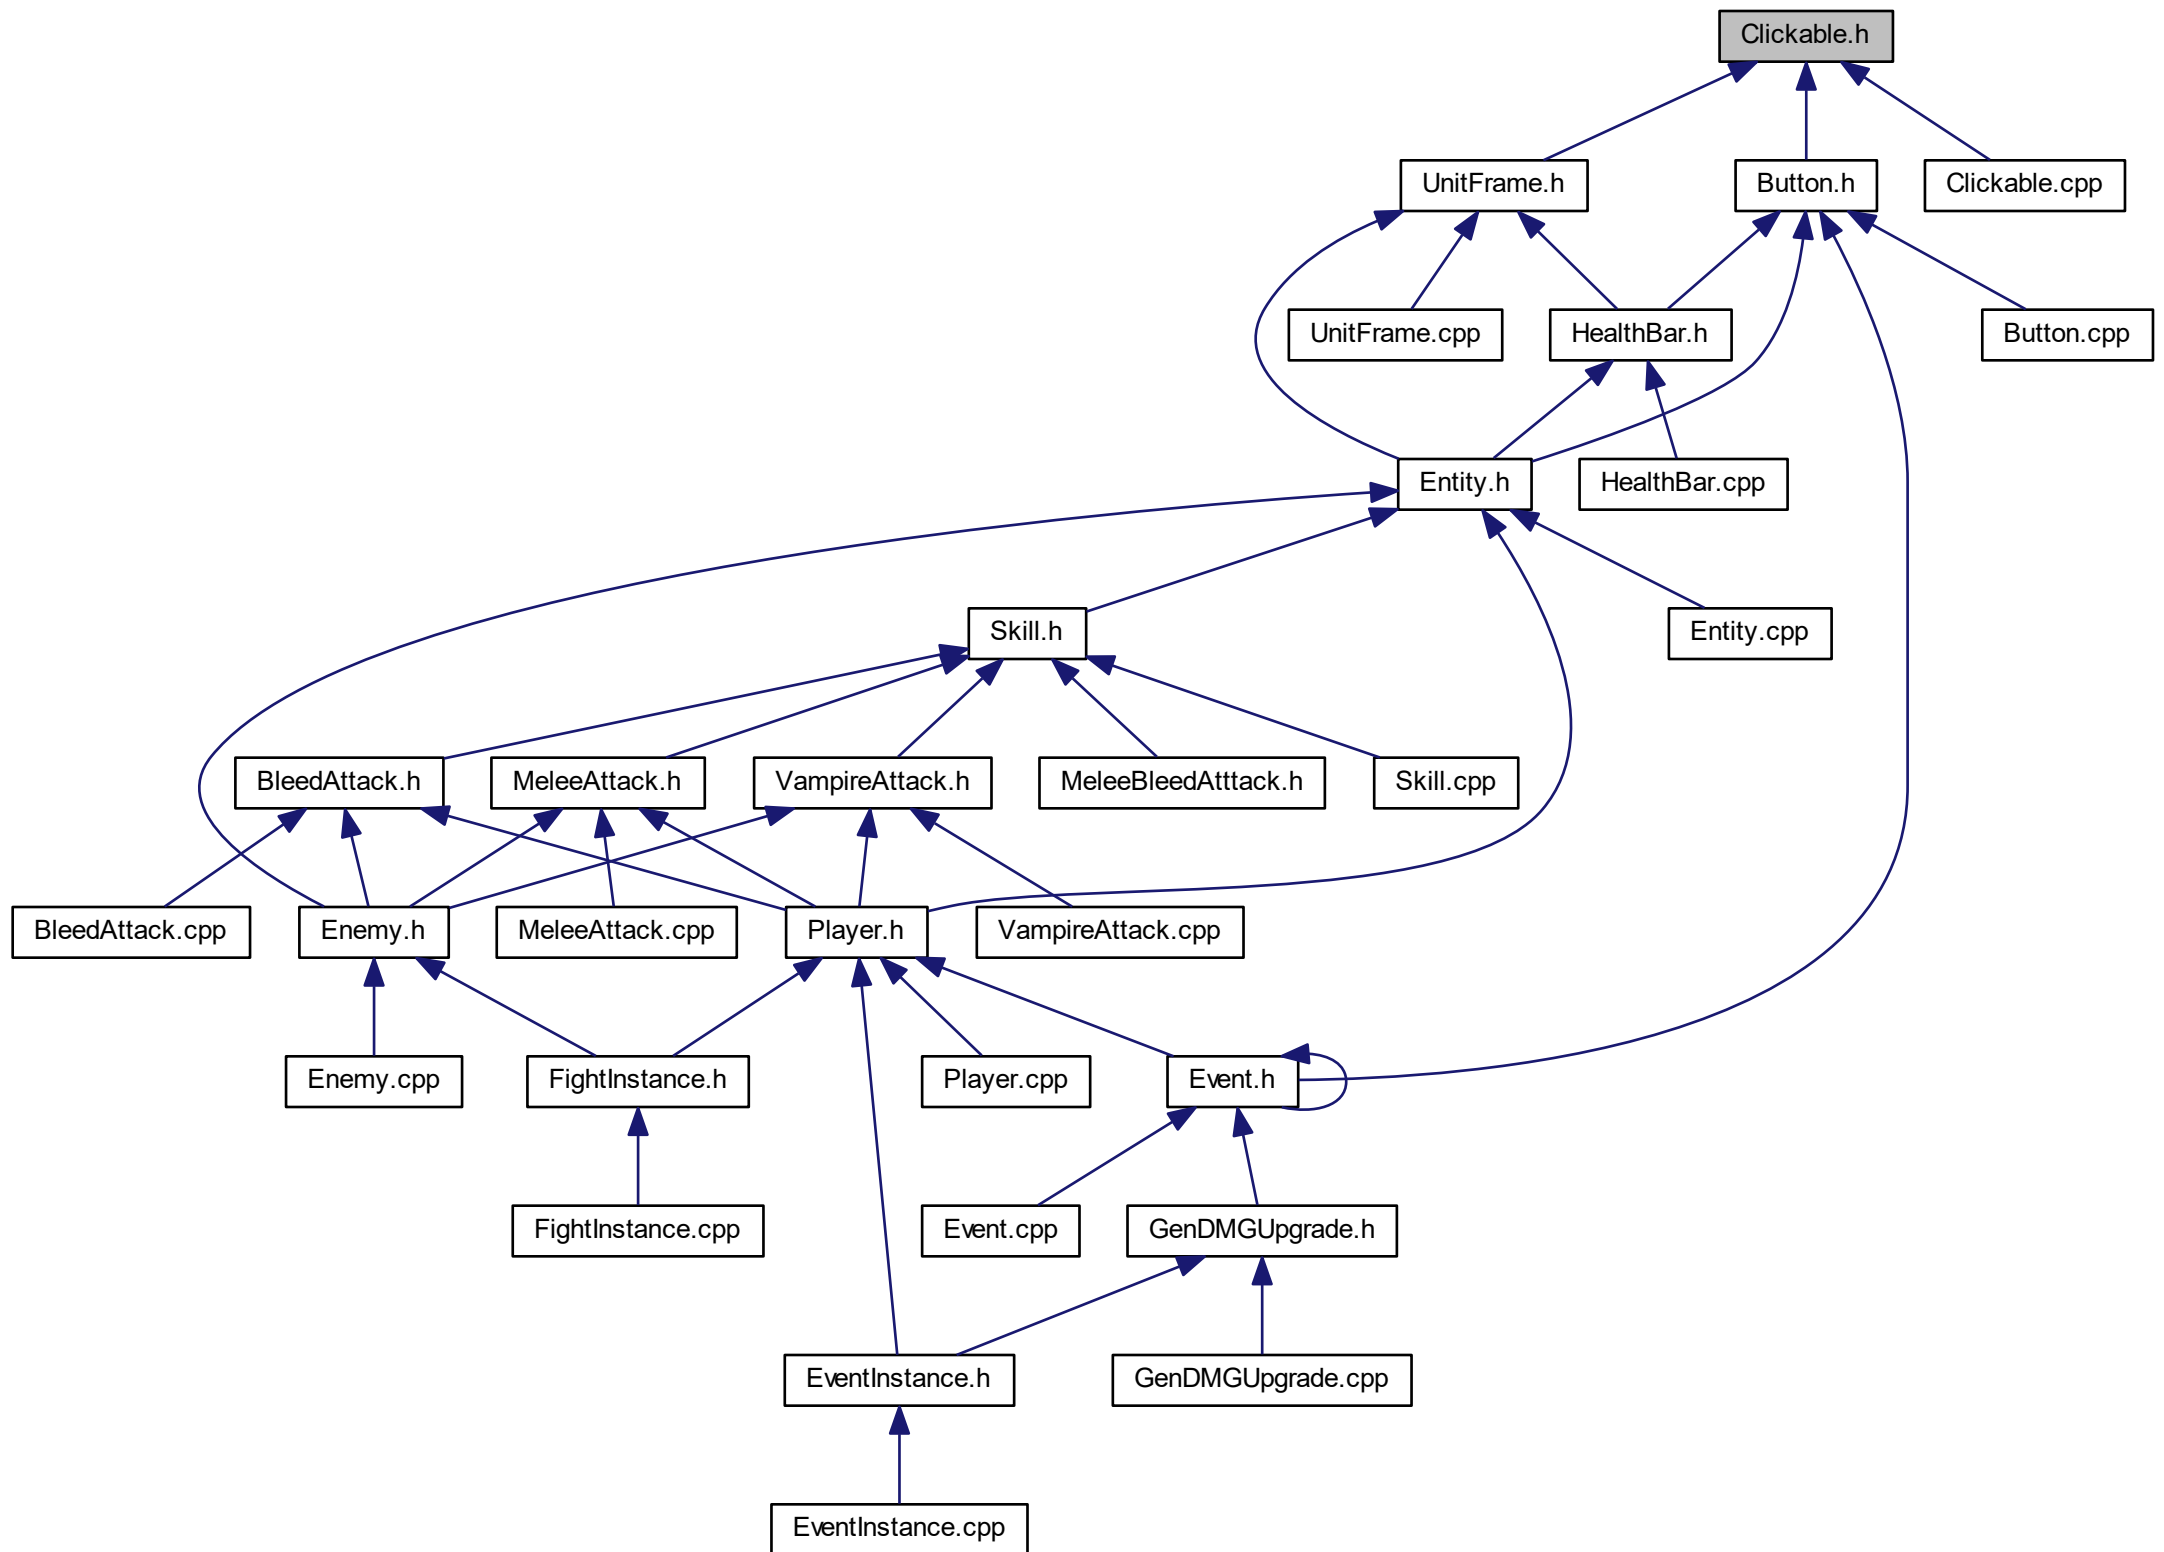 Clickable.h
UnitFrame.h
Button.h
Clickable.cpp
UnitFrame.cpp
HealthBar.h
Button.cpp
Entity.h
HealthBar.cpp
Skill.h
Entity.cpp
BleedAttack.h
MeleeAttack.h
VampireAttack.h
MeleeBleedAtttack.h
Skill.cpp
BleedAttack.cpp
Enemy.h
MeleeAttack.cpp
Player.h
VampireAttack.cpp
Enemy.cpp
FightInstance.h
Player.cpp
Event.h
FightInstance.cpp
Event.cpp
GenDMGUpgrade.h
EventInstance.h
GenDMGUpgrade.cpp
EventInstance.cpp